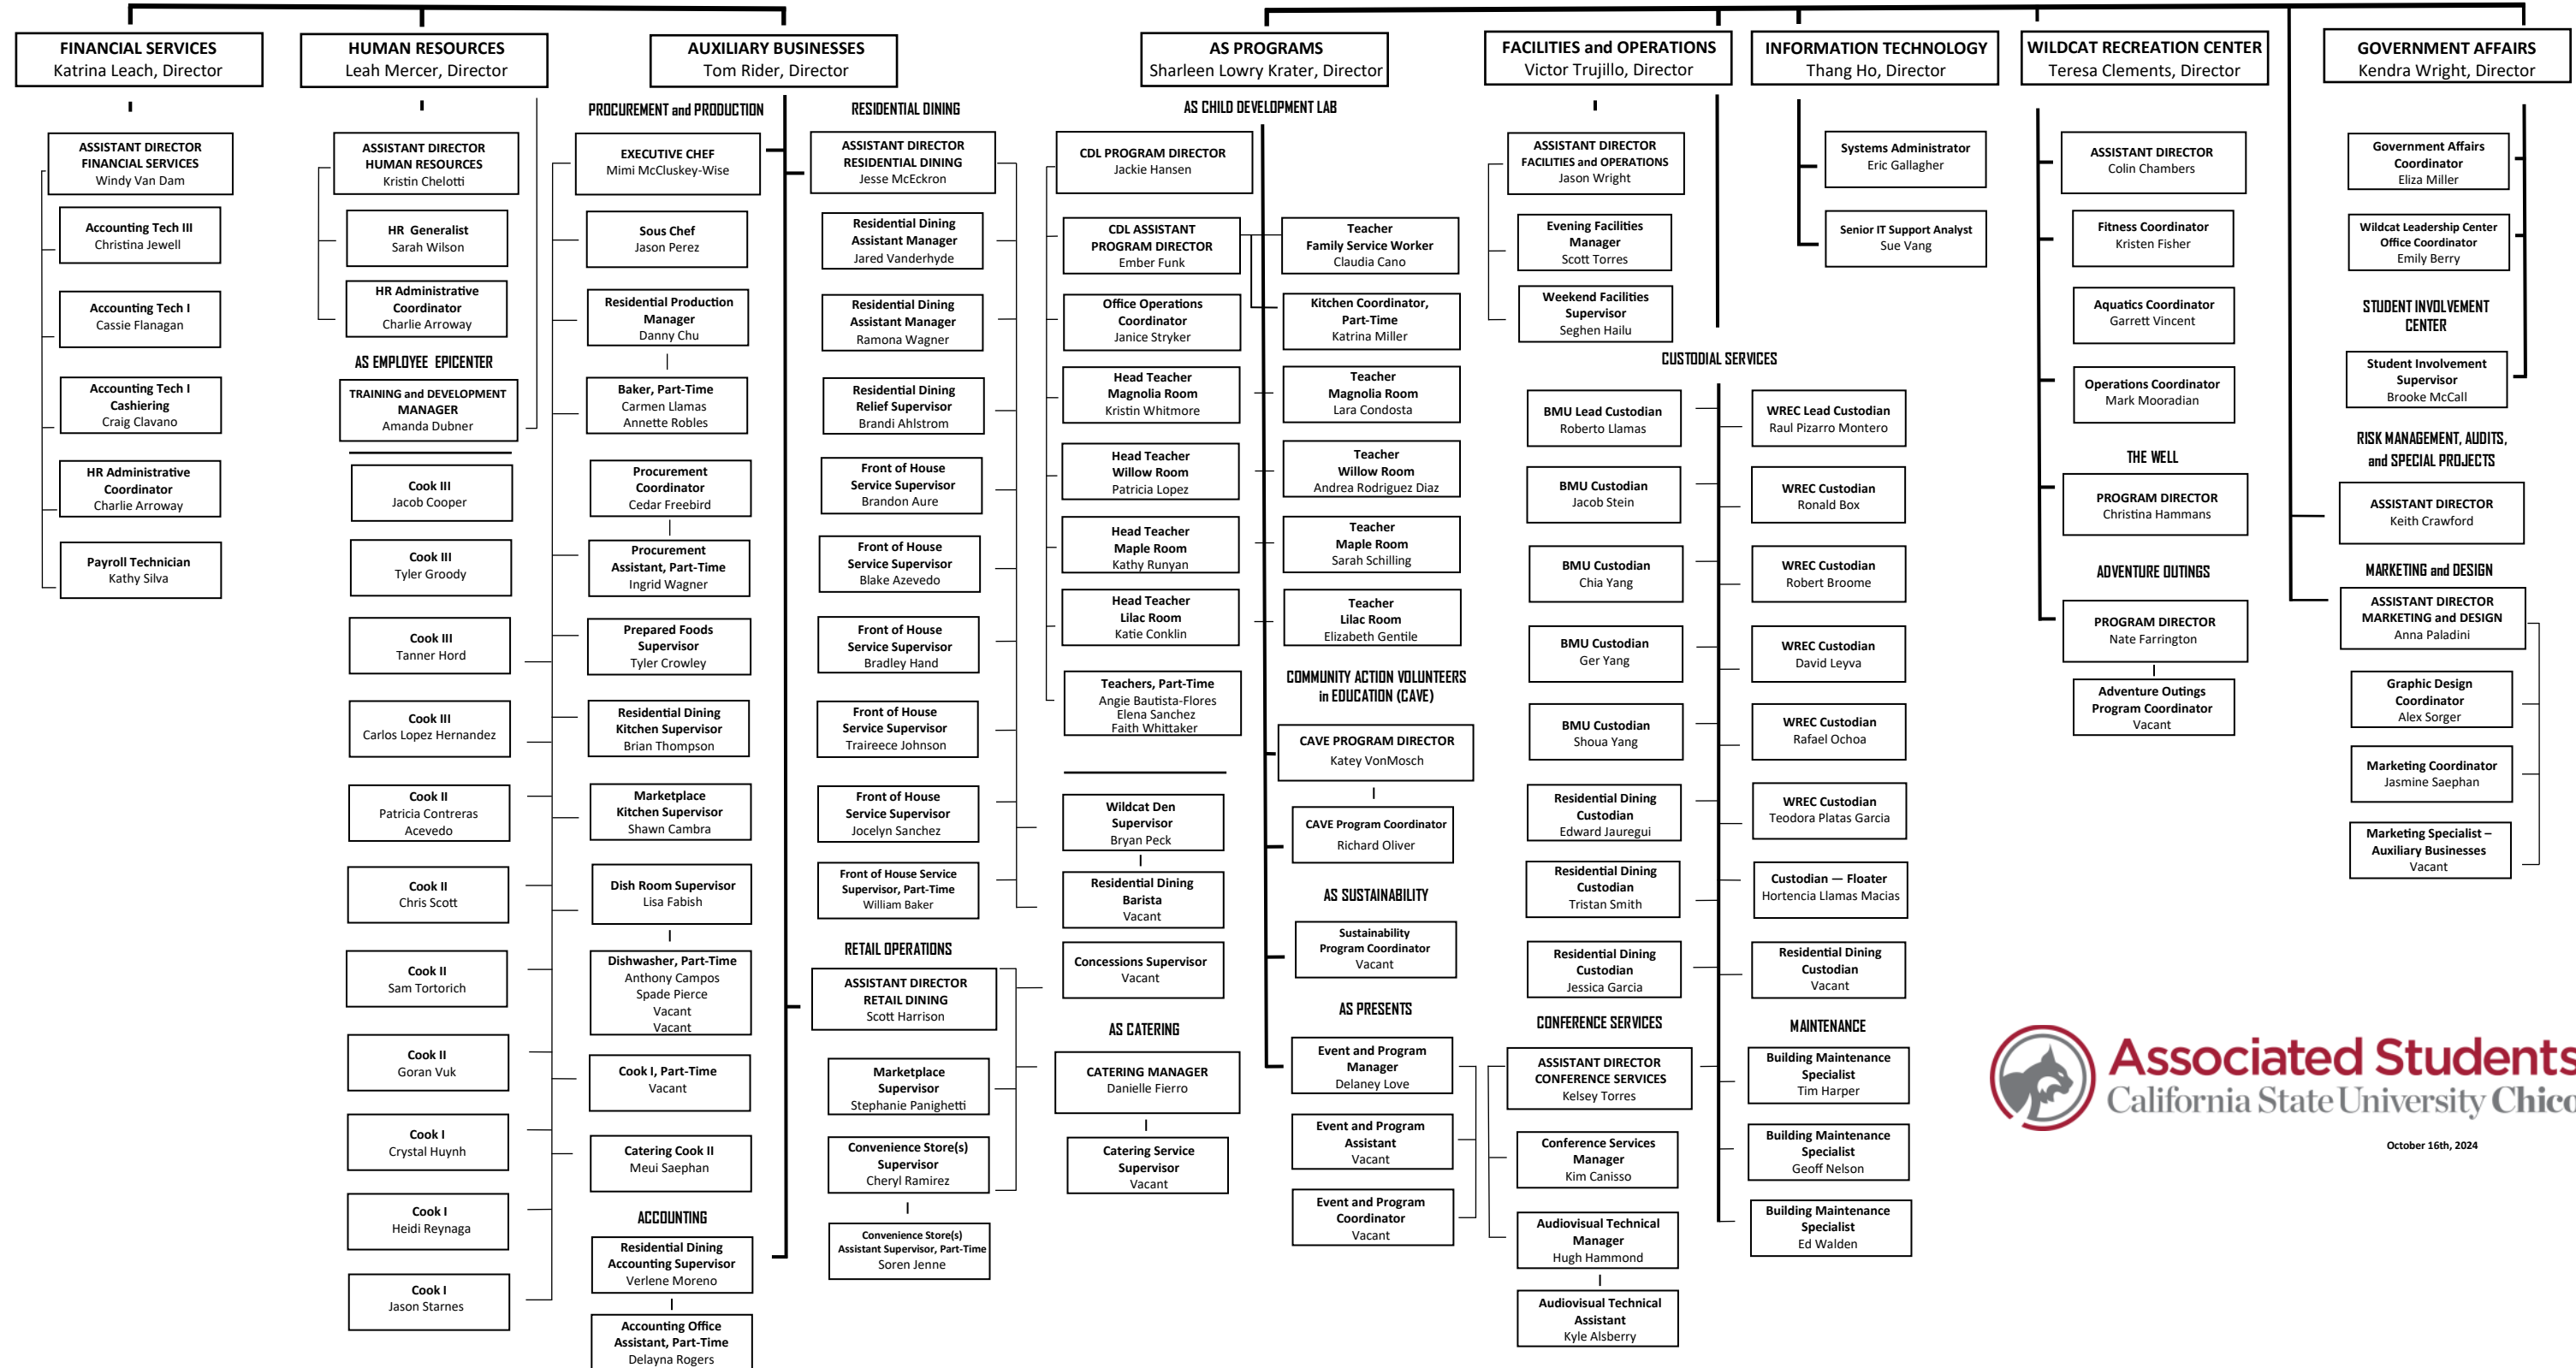 FINANCIAL SERVICES
Katrina Leach, Director
ASSISTANT DIRECTOR
FINANCIAL SERVICES
Windy Van Dam
Accounting Tech III
Christina Jewell
Accounting Tech I
Cassie Flanagan
Accounting Tech I
Cashiering
Craig Clavano
HR Administrative
Coordinator
Charlie Arroway
Payroll Technician
Kathy Silva
HUMAN RESOURCES
Leah Mercer, Director
ASSISTANT DIRECTOR
HUMAN RESOURCES
Kristin Chelotti
HR Generalist
Sarah Wilson
HR Administrative
Coordinator
Charlie Arroway
AS EMPLOYEE EPICENTER
TRAINING and DEVELOPMENT
MANAGER
Amanda Dubner
Cook III
Jacob Cooper
Cook III
Tyler Groody
Cook III
Tanner Hord
Cook III
Carlos Lopez Hernandez
Cook II
Patricia Contreras
Acevedo
Cook II
Chris Scott
Cook II
Sam Tortorich
Cook II
Goran Vuk
Cook I
Crystal Huynh
Cook I
Heidi Reynaga
Cook I
Jason Starnes
AUXILIARY BUSINESSES
Tom Rider, Director
PROCUREMENT and PRODUCTION
EXECUTIVE CHEF
Mimi McCluskey-Wise
Sous Chef
Jason Perez
Residential Production
Manager
Danny Chu
Baker, Part-Time
Carmen Llamas
Annette Robles
Procurement
Coordinator
Cedar Freebird
Procurement
Assistant, Part-Time
Ingrid Wagner
Prepared Foods
Supervisor
Tyler Crowley
Residential Dining
Kitchen Supervisor
Brian Thompson
Marketplace
Kitchen Supervisor
Shawn Cambra
Dish Room Supervisor
Lisa Fabish
Dishwasher, Part-Time
Anthony Campos
Spade Pierce
Vacant
Vacant
Cook I, Part-Time
Vacant
Catering Cook II
Meui Saephan
ACCOUNTING
Residential Dining
Accounting Supervisor
Verlene Moreno
Accounting Office
Assistant, Part-Time
Delayna Rogers
RESIDENTIAL DINING
ASSISTANT DIRECTOR
RESIDENTIAL DINING
Jesse McEckron
Residential Dining
Assistant Manager
Jared Vanderhyde
Residential Dining
Assistant Manager
Ramona Wagner
Residential Dining
Relief Supervisor
Brandi Ahlstrom
Front of House
Service Supervisor
Brandon Aure
Front of House
Service Supervisor
Blake Azevedo
Front of House
Service Supervisor
Bradley Hand
Front of House
Service Supervisor
Traireece Johnson
Front of House
Service Supervisor
Jocelyn Sanchez
Front of House Service
Supervisor, Part-Time
William Baker
RETAIL OPERATIONS
ASSISTANT DIRECTOR
RETAIL DINING
Scott Harrison
Marketplace
Supervisor
Stephanie Panighetti
Convenience Store(s)
Supervisor
Cheryl Ramirez
Convenience Store(s)
Assistant Supervisor, Part-Time
Soren Jenne
AS PROGRAMS
Sharleen Lowry Krater, Director
AS CHILD DEVELOPMENT LAB
CDL PROGRAM DIRECTOR
Jackie Hansen
CDL ASSISTANT
PROGRAM DIRECTOR
Ember Funk
Office Operations
Coordinator
Janice Stryker
Head Teacher
Magnolia Room
Kristin Whitmore
Head Teacher
Willow Room
Patricia Lopez
Head Teacher
Maple Room
Kathy Runyan
Head Teacher
Lilac Room
Katie Conklin
Teachers, Part-Time
Angie Bautista-Flores
Elena Sanchez
Faith Whittaker
Wildcat Den
Supervisor
Bryan Peck
Residential Dining
Barista
Vacant
Concessions Supervisor
Vacant
AS CATERING
CATERING MANAGER
Danielle Fierro
Catering Service
Supervisor
Vacant
Teacher
Family Service Worker
Claudia Cano
Kitchen Coordinator,
Part-Time
Katrina Miller
Teacher
Magnolia Room
Lara Condosta
Teacher
Willow Room
Andrea Rodriguez Diaz
Teacher
Maple Room
Sarah Schilling
Teacher
Lilac Room
Elizabeth Gentile
COMMUNITY ACTION VOLUNTEERS
in EDUCATION (CAVE)
CAVE PROGRAM DIRECTOR
Katey VonMosch
CAVE Program Coordinator
Richard Oliver
AS SUSTAINABILITY
Sustainability
Program Coordinator
Vacant
AS PRESENTS
Event and Program
Manager
Delaney Love
Event and Program
Assistant
Vacant
Event and Program
Coordinator
Vacant
FACILITIES and OPERATIONS
Victor Trujillo, Director
ASSISTANT DIRECTOR
FACILITIES and OPERATIONS
Jason Wright
Evening Facilities
Manager
Scott Torres
Weekend Facilities
Supervisor
Seghen Hailu
CUSTODIAL SERVICES
BMU Lead Custodian
Roberto Llamas
BMU Custodian
Jacob Stein
BMU Custodian
Chia Yang
BMU Custodian
Ger Yang
BMU Custodian
Shoua Yang
Residential Dining
Custodian
Edward Jauregui
Residential Dining
Custodian
Tristan Smith
Residential Dining
Custodian
Jessica Garcia
CONFERENCE SERVICES
ASSISTANT DIRECTOR
CONFERENCE SERVICES
Kelsey Torres
Conference Services
Manager
Kim Canisso
Audiovisual Technical
Manager
Hugh Hammond
Audiovisual Technical
Assistant
Kyle Alsberry
WREC Lead Custodian
Raul Pizarro Montero
WREC Custodian
Ronald Box
WREC Custodian
Robert Broome
WREC Custodian
David Leyva
WREC Custodian
Rafael Ochoa
WREC Custodian
Teodora Platas Garcia
Custodian — Floater
Hortencia Llamas Macias
Residential Dining
Custodian
Vacant
MAINTENANCE
Building Maintenance
Specialist
Tim Harper
Building Maintenance
Specialist
Geoff Nelson
Building Maintenance
Specialist
Ed Walden
INFORMATION TECHNOLOGY
Thang Ho, Director
Systems Administrator
Eric Gallagher
Senior IT Support Analyst
Sue Vang
WILDCAT RECREATION CENTER
Teresa Clements, Director
ASSISTANT DIRECTOR
Colin Chambers
Fitness Coordinator
Kristen Fisher
Aquatics Coordinator
Garrett Vincent
Operations Coordinator
Mark Mooradian
THE WELL
PROGRAM DIRECTOR
Christina Hammans
ADVENTURE OUTINGS
PROGRAM DIRECTOR
Nate Farrington
Adventure Outings
Program Coordinator
Vacant
GOVERNMENT AFFAIRS
Kendra Wright, Director
Government Affairs
Coordinator
Eliza Miller
Wildcat Leadership Center
Office Coordinator
Emily Berry
STUDENT INVOLVEMENT
CENTER
Student Involvement
Supervisor
Brooke McCall
RISK MANAGEMENT, AUDITS,
and SPECIAL PROJECTS
ASSISTANT DIRECTOR
Keith Crawford
MARKETING and DESIGN
ASSISTANT DIRECTOR
MARKETING and DESIGN
Anna Paladini
Graphic Design
Coordinator
Alex Sorger
Marketing Coordinator
Jasmine Saephan
Marketing Specialist –
Auxiliary Businesses
Vacant
Associated Students
California State University Chico
October 16th, 2024